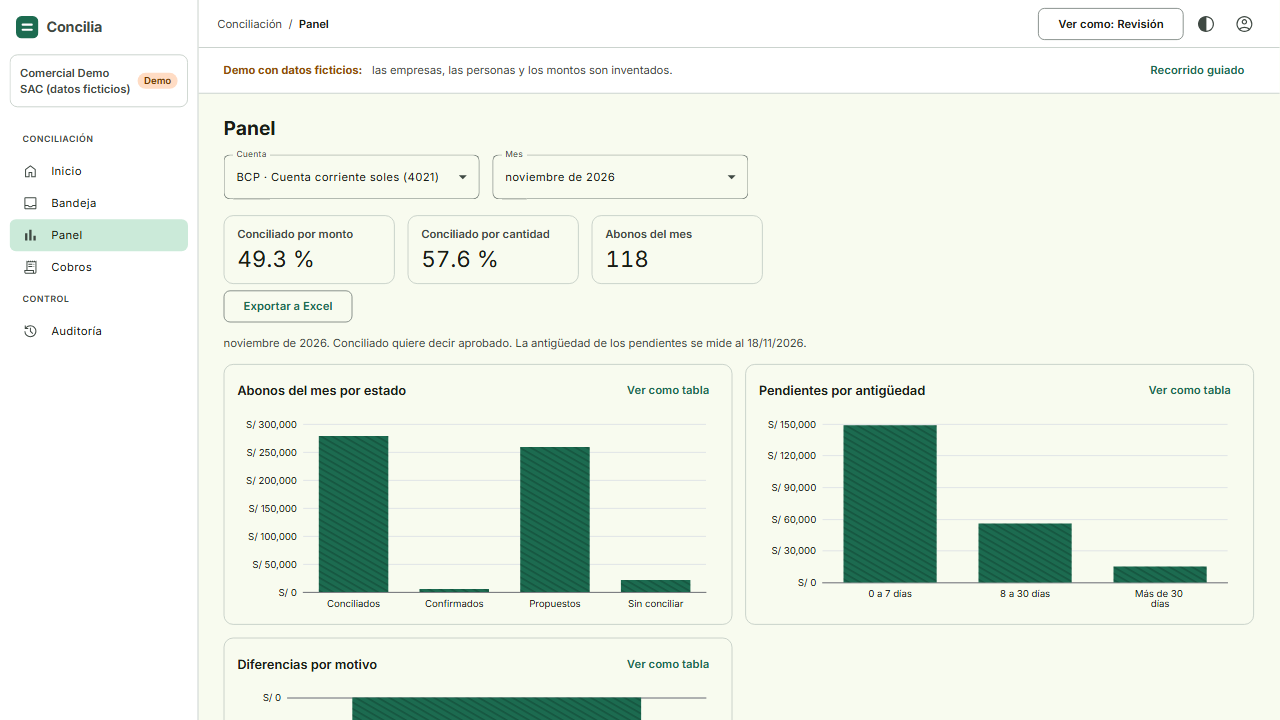 Concilia
Comercial Demo
SAC (datos ficticios)
Demo
CONCILIACIÓN
Inicio
Bandeja
Panel
Cobros
CONTROL
Auditoría
Conciliación / Panel
Ver como: Revisión
Demo con datos ficticios: las empresas, las personas y los montos son inventados.
Recorrido guiado
Panel
Cuenta
BCP · Cuenta corriente soles (4021)
Mes
noviembre de 2026
Conciliado por monto
49.3 %
Conciliado por cantidad
57.6 %
Abonos del mes
118
Exportar a Excel
noviembre de 2026. Conciliado quiere decir aprobado. La antigüedad de los pendientes se mide al 18/11/2026.
Abonos del mes por estado
Ver como tabla
S/ 300,000
S/ 250,000
S/ 200,000
S/ 150,000
S/ 100,000
S/ 50,000
S/ 0
Conciliados
Confirmados
Propuestos
Sin conciliar
Pendientes por antigüedad
Ver como tabla
S/ 150,000
S/ 120,000
S/ 90,000
S/ 60,000
S/ 30,000
S/ 0
0 a 7 días
8 a 30 días
Más de 30
días
Diferencias por motivo
Ver como tabla
S/ 0